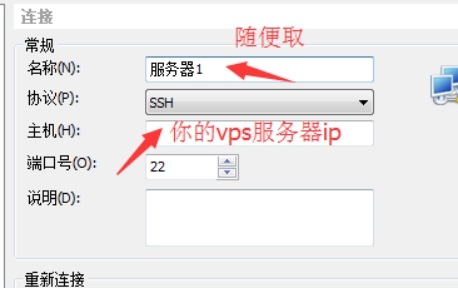 连接
随便取
常规
名称(N):
服务器1
协议(P):
SSH
主机(H):
你的vps服务器ip
端口号(O):
22
说明(D):
重新连接